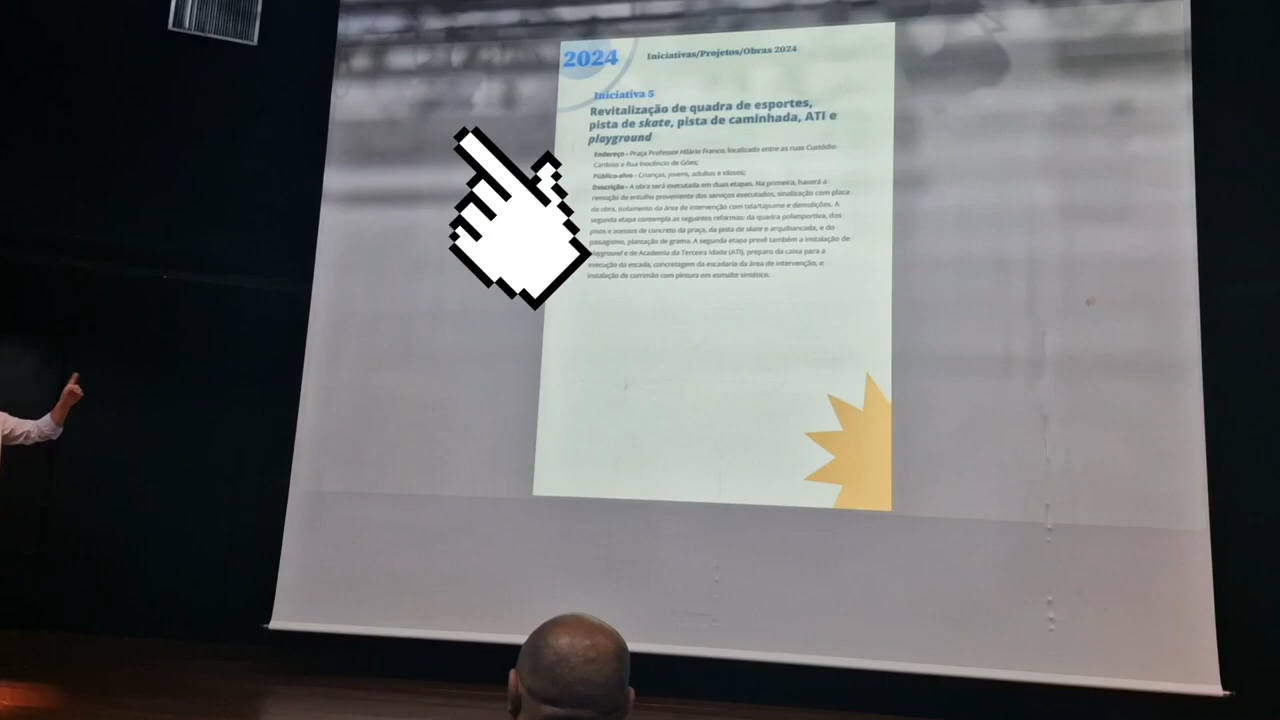 2024
Iniciativas/Projetos/Obras 2024
Iniciativa 5
Revitalização de quadra de esportes,
pista de skate, pista de caminhada, ATI e
playground
Endereço - Praça Professor Hilário Franco, localizado entre as ruas Custódio
Cardoso e Rua Inocêncio de Góes;
Público-alvo - Crianças, jovens, adultos e idosos;
Descrição - A obra será executada em duas etapas. Na primeira, haverá a
remoção de entulho proveniente dos serviços executados, sinalização com placa
de obra, isolamento da área de intervenção com tela/tapume e demolições. A
segunda etapa contempla as seguintes reformas: da quadra poliesportiva, dos
pisos e acessos de concreto da praça, da pista de skate e arquibancada, e do
paisagismo, plantação de grama. A segunda etapa prevê também a instalação de
playground e de Academia da Terceira Idade (ATI), preparo da caixa para a
execução da escada, concretagem da escadaria da área de intervenção, e
instalação de corrimão com pintura em esmalte sintético.